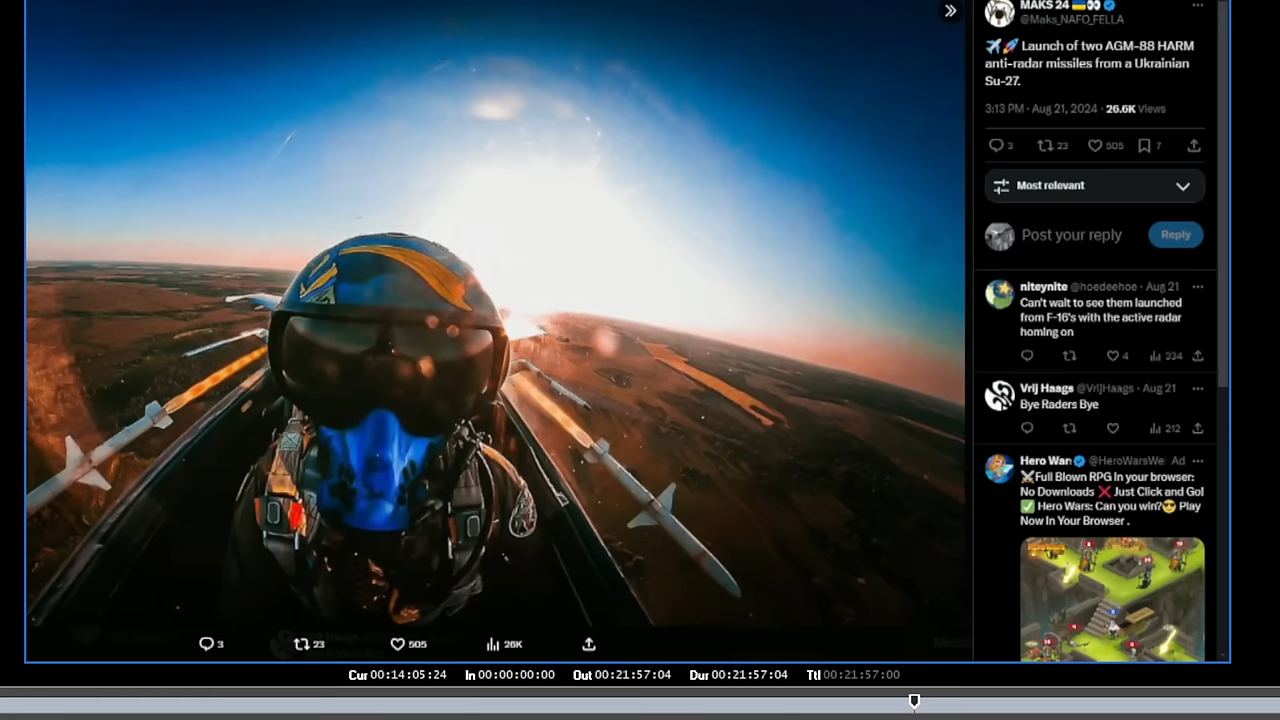 MAKS 24
@Maks_NAFO_FELLA
Launch of two AGM-88 HARM
anti-radar missiles from a Ukrainian
Su-27.
3:13 PM · Aug 21, 2024 · 26.6K Views
3 23 505 7
Most relevant
Post your reply Reply
niteynite @hoedeehoe · Aug 21
Can't wait to see them launched
from F-16's with the active radar
homing on
4 334
Vrij Haags @VrijHaags · Aug 21
Bye Raders Bye
212
Hero Wars @HeroWarsWe Ad
Full Blown RPG In your browser:
No Downloads ❌ Just Click and Go!
✅ Hero Wars: Can you win? Play
Now In Your Browser .
3 23 505 26K
Cur 00:14:05:24 In 00:00:00:00 Out 00:21:57:04 Dur 00:21:57:04 Ttl 00:21:57:00